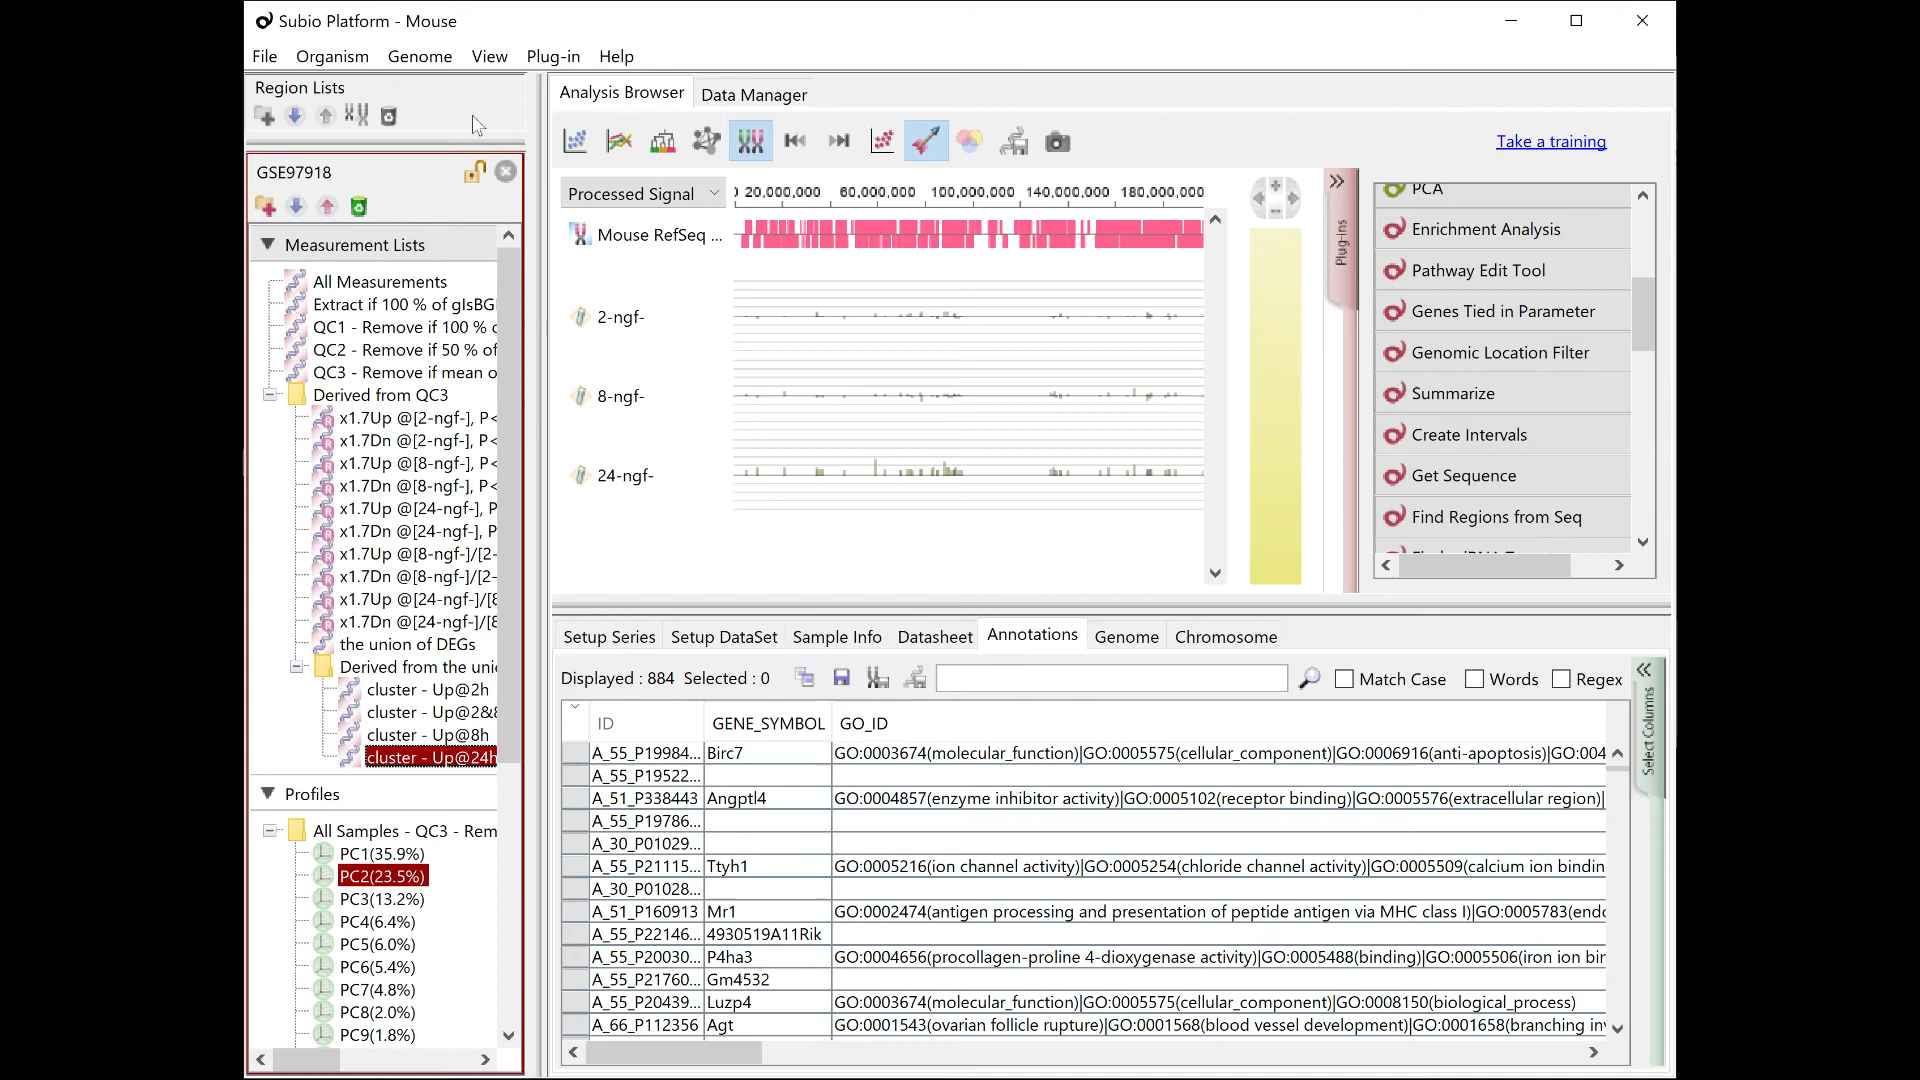 Subio Platform - Mouse
File Organism Genome View Plug-in Help
Region Lists
GSE97918
Measurement Lists
All Measurements
Extract if 100 % of gIsBG
QC1 - Remove if 100 % o
QC2 - Remove if 50 % of
QC3 - Remove if mean o
Derived from QC3
x1.7Up @[2-ngf-], P<
x1.7Dn @[2-ngf-], P<
x1.7Up @[8-ngf-], P<
x1.7Dn @[8-ngf-], P<
x1.7Up @[24-ngf-], P
x1.7Dn @[24-ngf-], P
x1.7Up @[8-ngf-]/[2-
x1.7Dn @[8-ngf-]/[2-
x1.7Up @[24-ngf-]/[8
x1.7Dn @[24-ngf-]/[8
the union of DEGs
Derived from the unio
cluster - Up@2h
cluster - Up@2&8
cluster - Up@8h
cluster - Up@24h
Profiles
All Samples - QC3 - Rem
PC1(35.9%)
PC2(23.5%)
PC3(13.2%)
PC4(6.4%)
PC5(6.0%)
PC6(5.4%)
PC7(4.8%)
PC8(2.0%)
PC9(1.8%)
Analysis Browser Data Manager
Take a training
Processed Signal
20,000,000 60,000,000 100,000,000 140,000,000 180,000,000
Mouse RefSeq ...
2-ngf-
8-ngf-
24-ngf-
Plug-ins
PCA
Enrichment Analysis
Pathway Edit Tool
Genes Tied in Parameter
Genomic Location Filter
Summarize
Create Intervals
Get Sequence
Find Regions from Seq
Setup Series Setup DataSet Sample Info Datasheet Annotations Genome Chromosome
Displayed : 884 Selected : 0 Match Case Words Regex
Select Columns
ID GENE_SYMBOL GO_ID
A_55_P19984... Birc7 GO:0003674(molecular_function)|GO:0005575(cellular_component)|GO:0006916(anti-apoptosis)|GO:004
A_55_P19522...
A_51_P338443 Angptl4 GO:0004857(enzyme inhibitor activity)|GO:0005102(receptor binding)|GO:0005576(extracellular region)|
A_55_P19786...
A_30_P01029...
A_55_P21115... Ttyh1 GO:0005216(ion channel activity)|GO:0005254(chloride channel activity)|GO:0005509(calcium ion bindin
A_30_P01028...
A_51_P160913 Mr1 GO:0002474(antigen processing and presentation of peptide antigen via MHC class I)|GO:0005783(endo
A_55_P22146... 4930519A11Rik
A_55_P20030... P4ha3 GO:0004656(procollagen-proline 4-dioxygenase activity)|GO:0005488(binding)|GO:0005506(iron ion bin
A_55_P21760... Gm4532
A_55_P20439... Luzp4 GO:0003674(molecular_function)|GO:0005575(cellular_component)|GO:0008150(biological_process)
A_66_P112356 Agt GO:0001543(ovarian follicle rupture)|GO:0001568(blood vessel development)|GO:0001658(branching inv